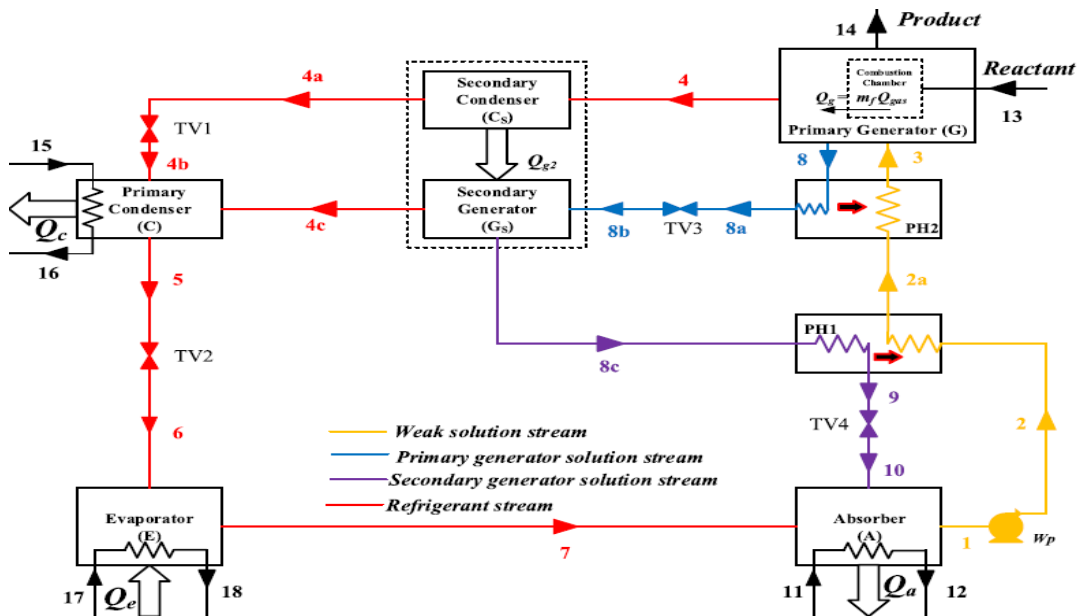 14
Product
4a
4
Secondary
Condenser
(Cs)
Combustion
Chamber
Qg = mf Qgas
Primary Generator (G)
Reactant
13
TV1
15
4b
Qg2
8
3
Primary
Condenser
(C)
Qc
16
4c
Secondary
Generator
(Gs)
8b
TV3
8a
PH2
5
2a
TV2
PH1
8c
9
6
TV4
2
Weak solution stream
Primary generator solution stream
Secondary generator solution stream
Refrigerant stream
10
Evaporator
(E)
7
Absorber
(A)
1
Wp
17
Qe
18
11
Qa
12